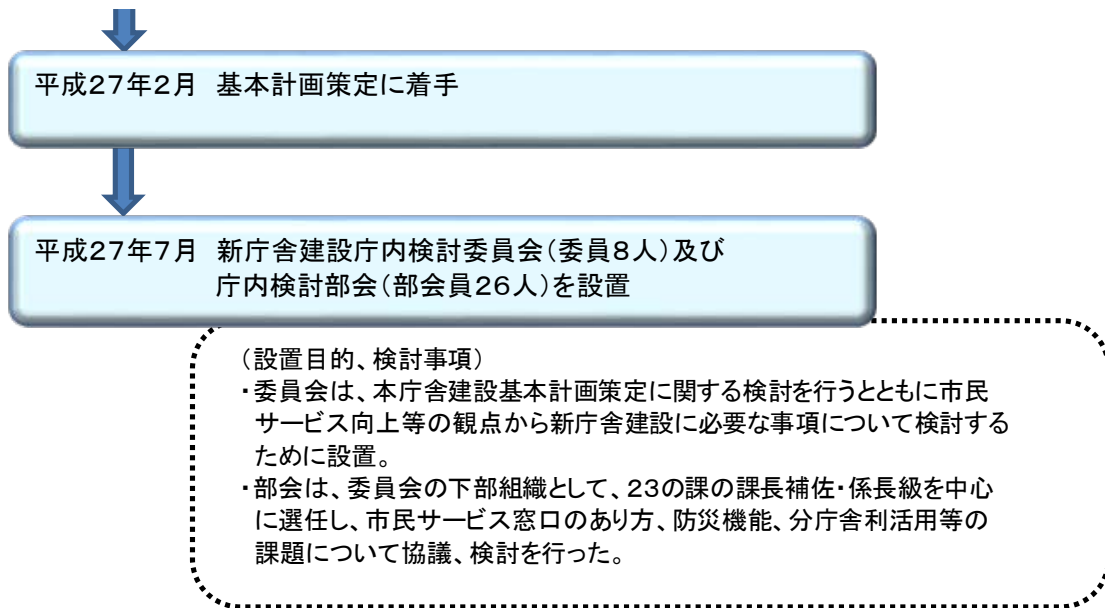 平成27年2月 基本計画策定に着手
平成27年7月 新庁舎建設庁内検討委員会(委員8人)及び
庁内検討部会(部会員26人)を設置
(設置目的、検討事項)
・委員会は、本庁舎建設基本計画策定に関する検討を行うとともに市民
サービス向上等の観点から新庁舎建設に必要な事項について検討する
ために設置。
・部会は、委員会の下部組織として、23の課の課長補佐・係長級を中心
に選任し、市民サービス窓口のあり方、防災機能、分庁舎利活用等の
課題について協議、検討を行った。